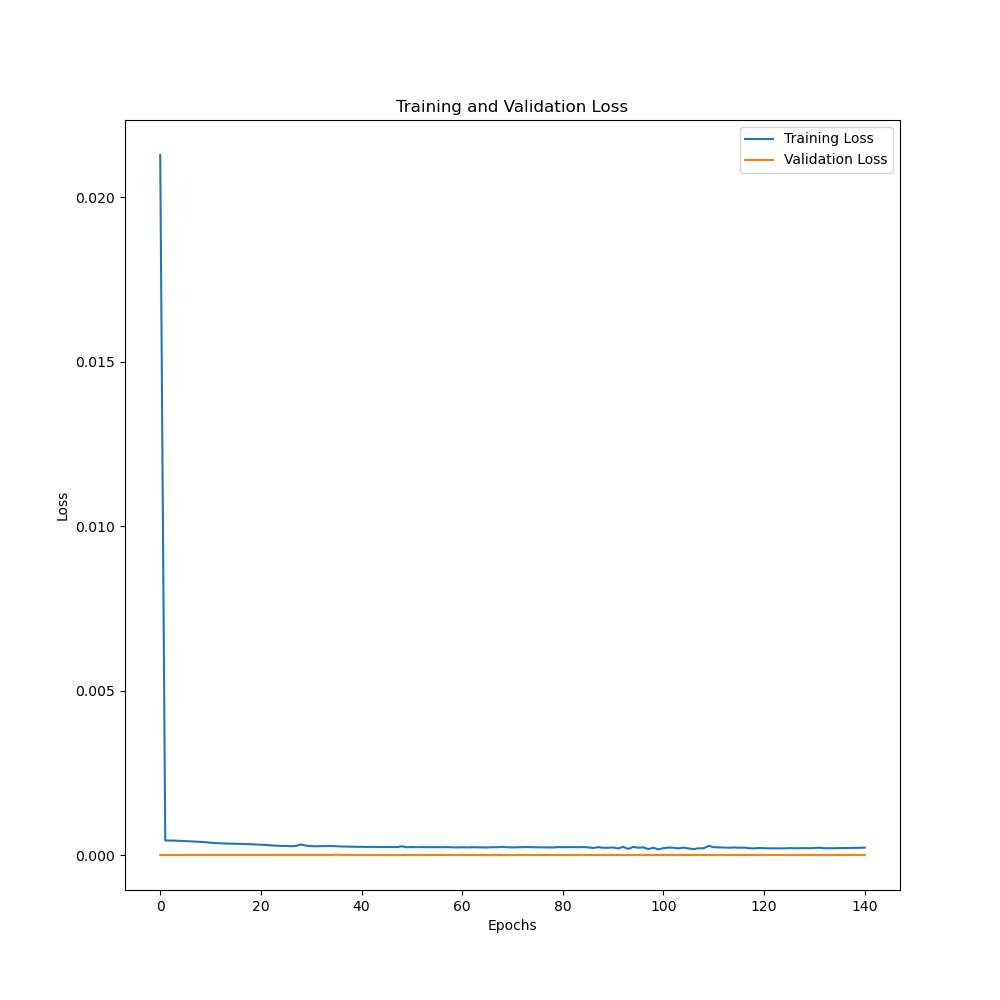 Training and Validation Loss
Training Loss
Validation Loss
0.020
0.015
0.010
0.005
0.000
Loss
0 20 40 60 80 100 120 140
Epochs